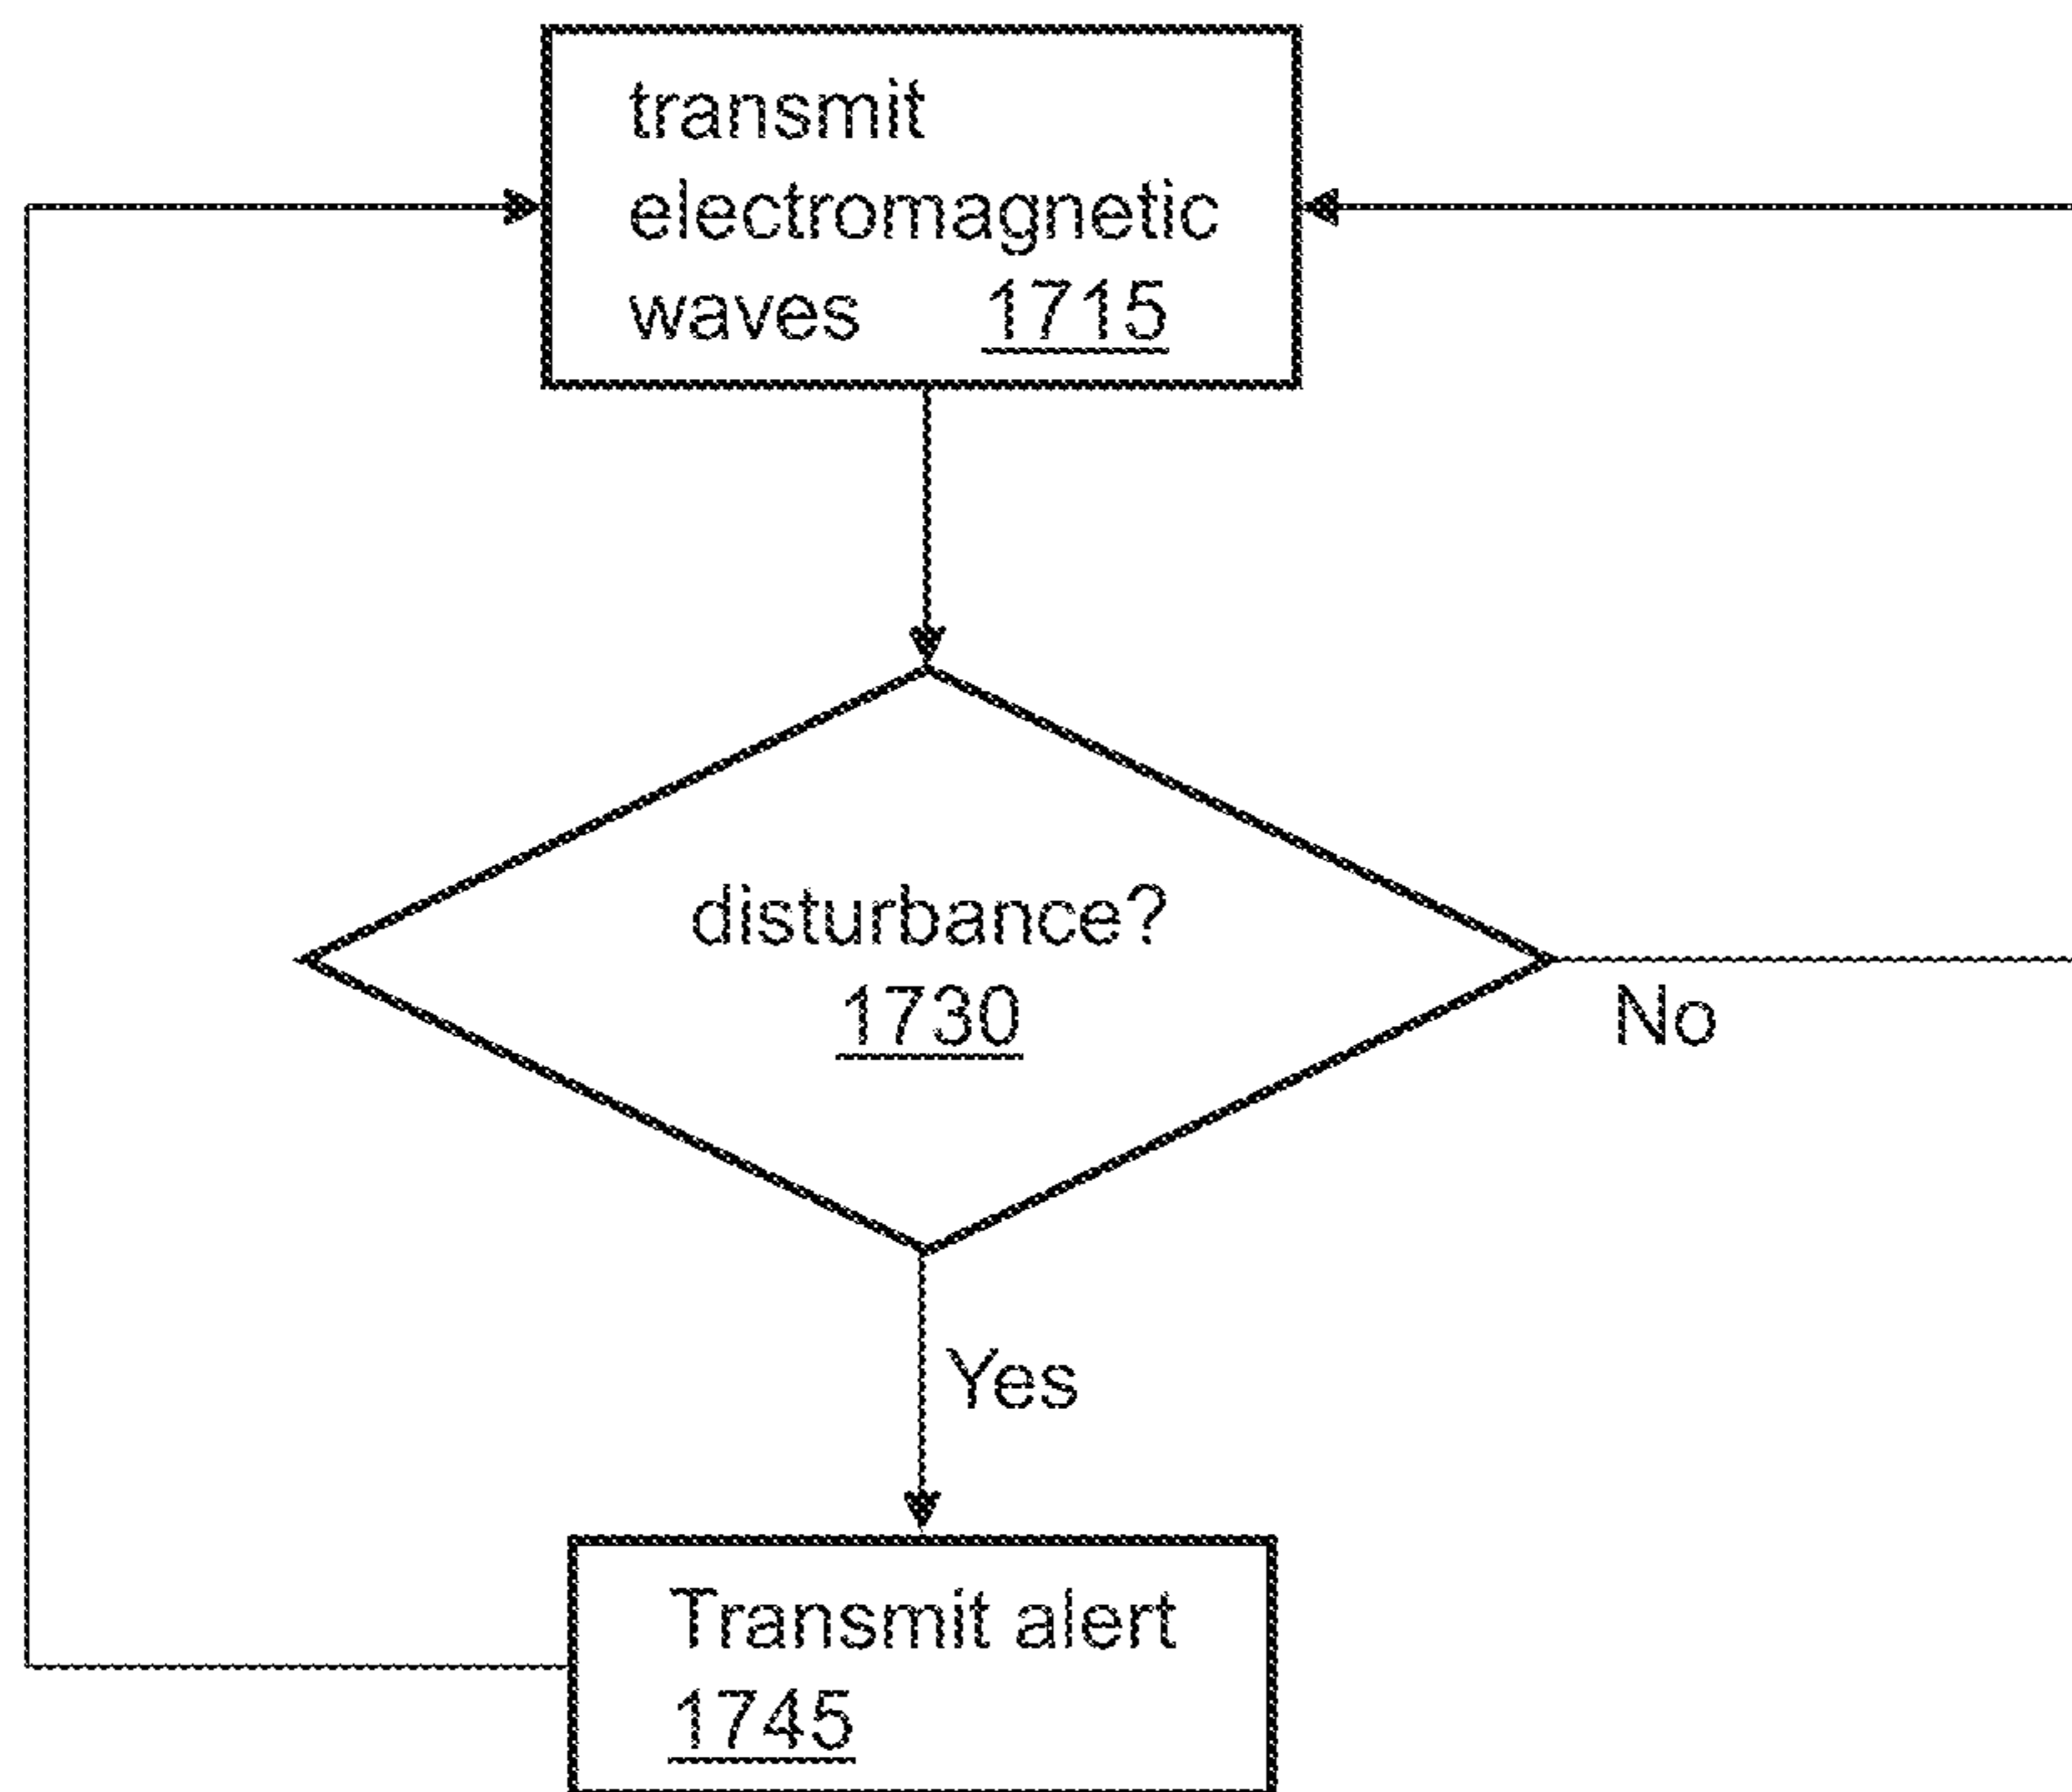 transmit
electromagnetic
waves 1715
disturbance?
1730
No
Yes
Transmit alert
1745